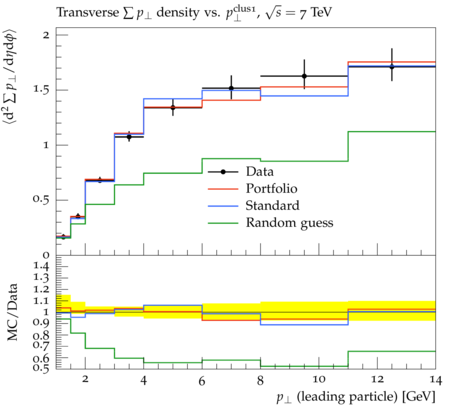 Transverse ∑p⊥ density vs. p⊥^clus1, √s = 7 TeV
⟨d² ∑ p⊥/dηdϕ⟩
2
1.5
1
0.5
0
Data
Portfolio
Standard
Random guess
MC/Data
1.4
1.3
1.2
1.1
1
0.9
0.8
0.7
0.6
0.5
2 4 6 8 10 12 14
p⊥ (leading particle) [GeV]